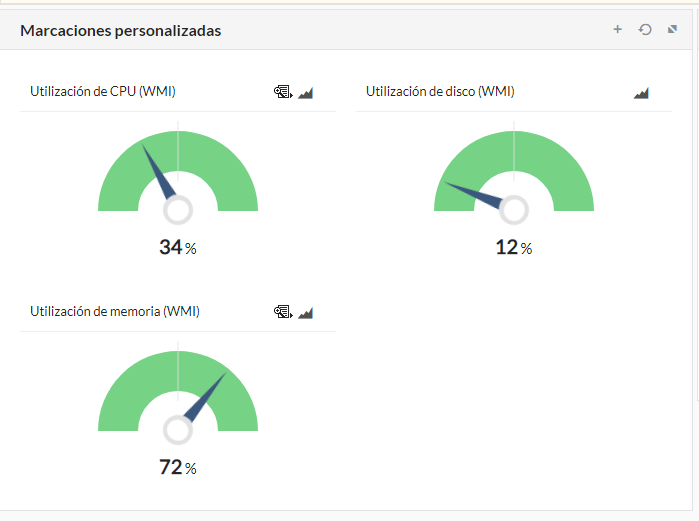 Marcaciones personalizadas
Utilización de CPU (WMI)
Utilización de disco (WMI)
34 %
12 %
Utilización de memoria (WMI)
72 %